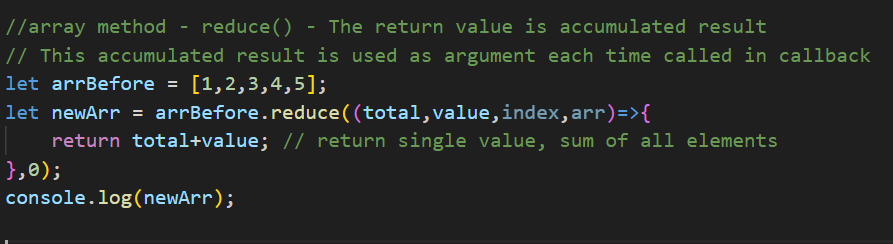 //array method - reduce() - The return value is accumulated result
// This accumulated result is used as argument each time called in callback
let arrBefore = [1,2,3,4,5];
let newArr = arrBefore.reduce((total,value,index,arr)=>{
    return total+value; // return single value, sum of all elements
},0);
console.log(newArr);